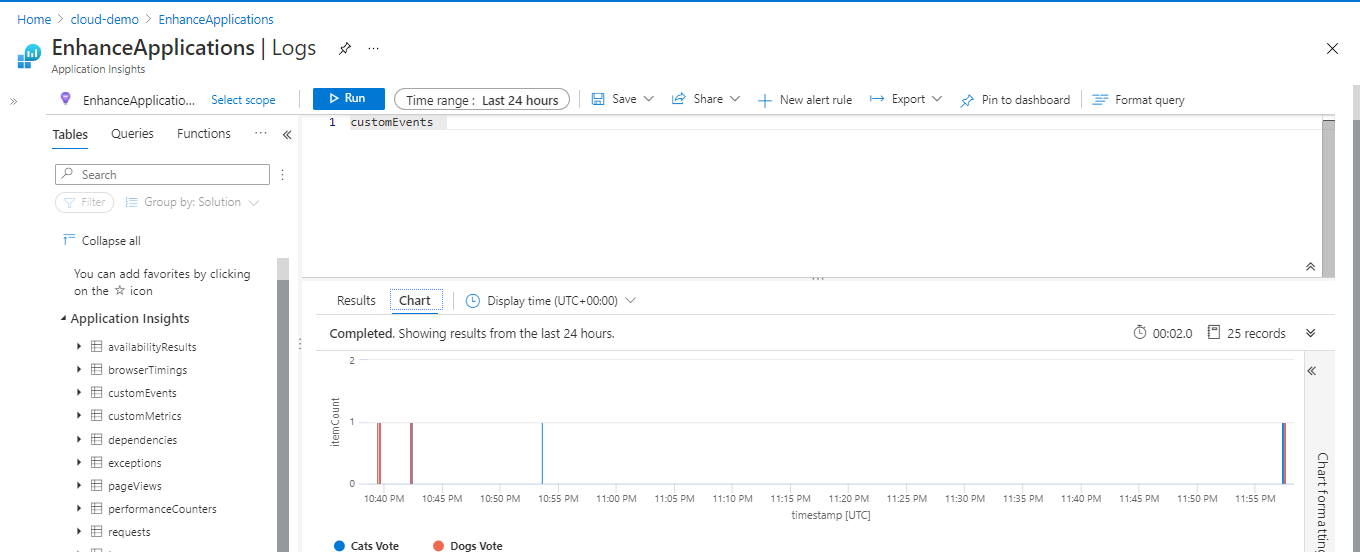 Home > cloud-demo > EnhanceApplications
EnhanceApplications | Logs ...
Application Insights
EnhanceApplicatio... Select scope Run Time range : Last 24 hours Save Share New alert rule Export Pin to dashboard Format query
Tables Queries Functions ...
1 customEvents
Search
Filter Group by: Solution
Collapse all
You can add favorites by clicking
on the ☆ icon
Application Insights
availabilityResults
browserTimings
customEvents
customMetrics
dependencies
exceptions
pageViews
performanceCounters
requests
Results Chart Display time (UTC+00:00)
Completed. Showing results from the last 24 hours. 00:02.0 25 records
2
1
0
itemCount
10:40 PM 10:45 PM 10:50 PM 10:55 PM 11:00 PM 11:05 PM 11:10 PM 11:15 PM 11:20 PM 11:25 PM 11:30 PM 11:35 PM 11:40 PM 11:45 PM 11:50 PM 11:55 PM
timestamp [UTC]
Cats Vote Dogs Vote
Chart formatting